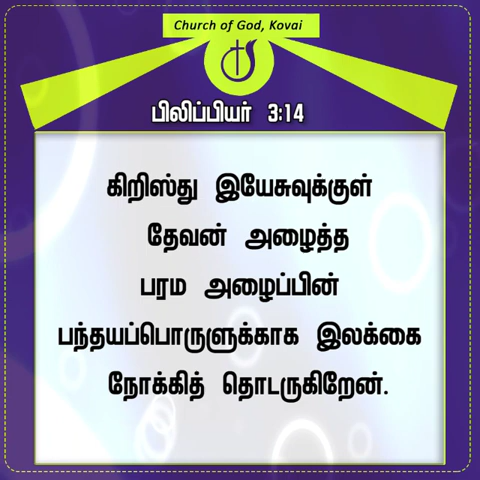 Church of God, Kovai
பிலிப்பியர் 3:14
கிறிஸ்து இயேசுவுக்குள்
தேவன் அழைத்த
பரம அழைப்பின்
பந்தயப்பொருளுக்காக இலக்கை
நோக்கித் தொடருகிறேன்.